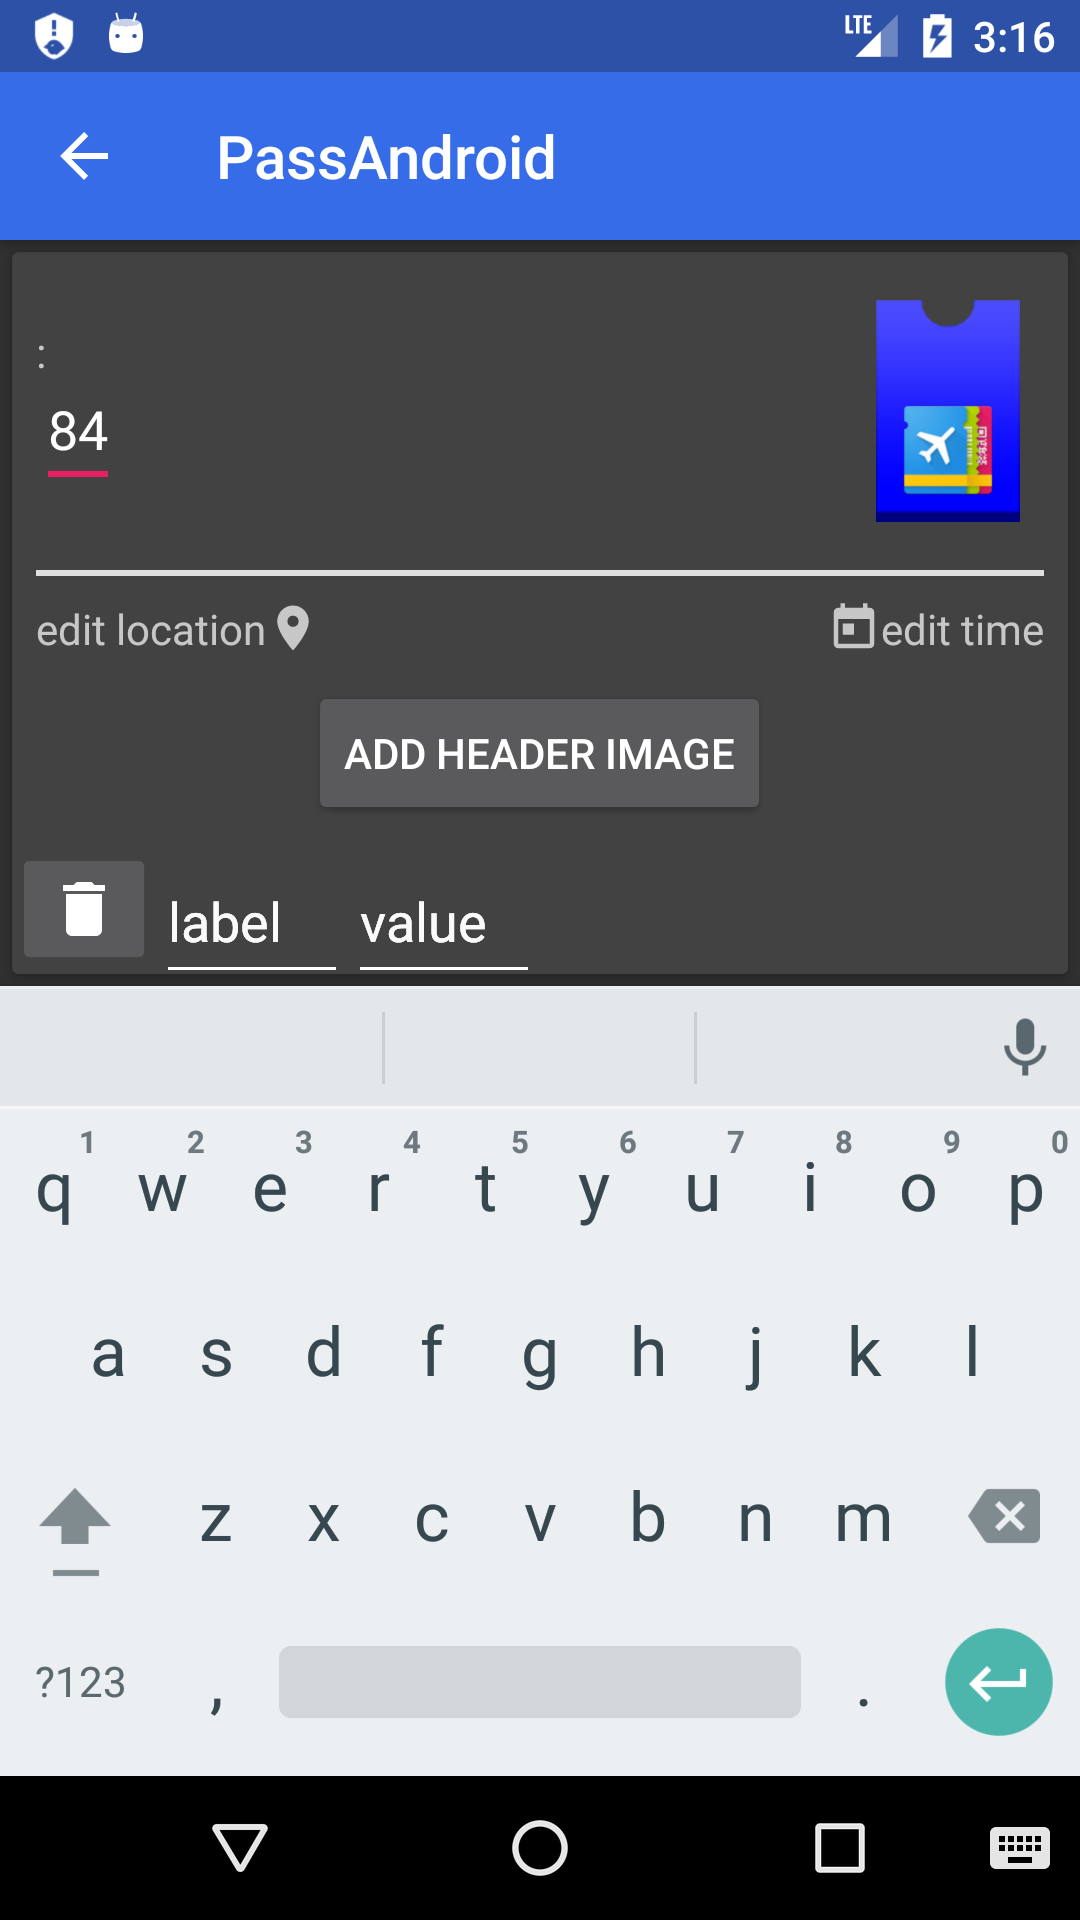 LTE 3:16
PassAndroid
:
84
edit location edit time
ADD HEADER IMAGE
label value
1 2 3 4 5 6 7 8 9 0
q w e r t y u i o p
a s d f g h j k l
z x c v b n m
?123 , .